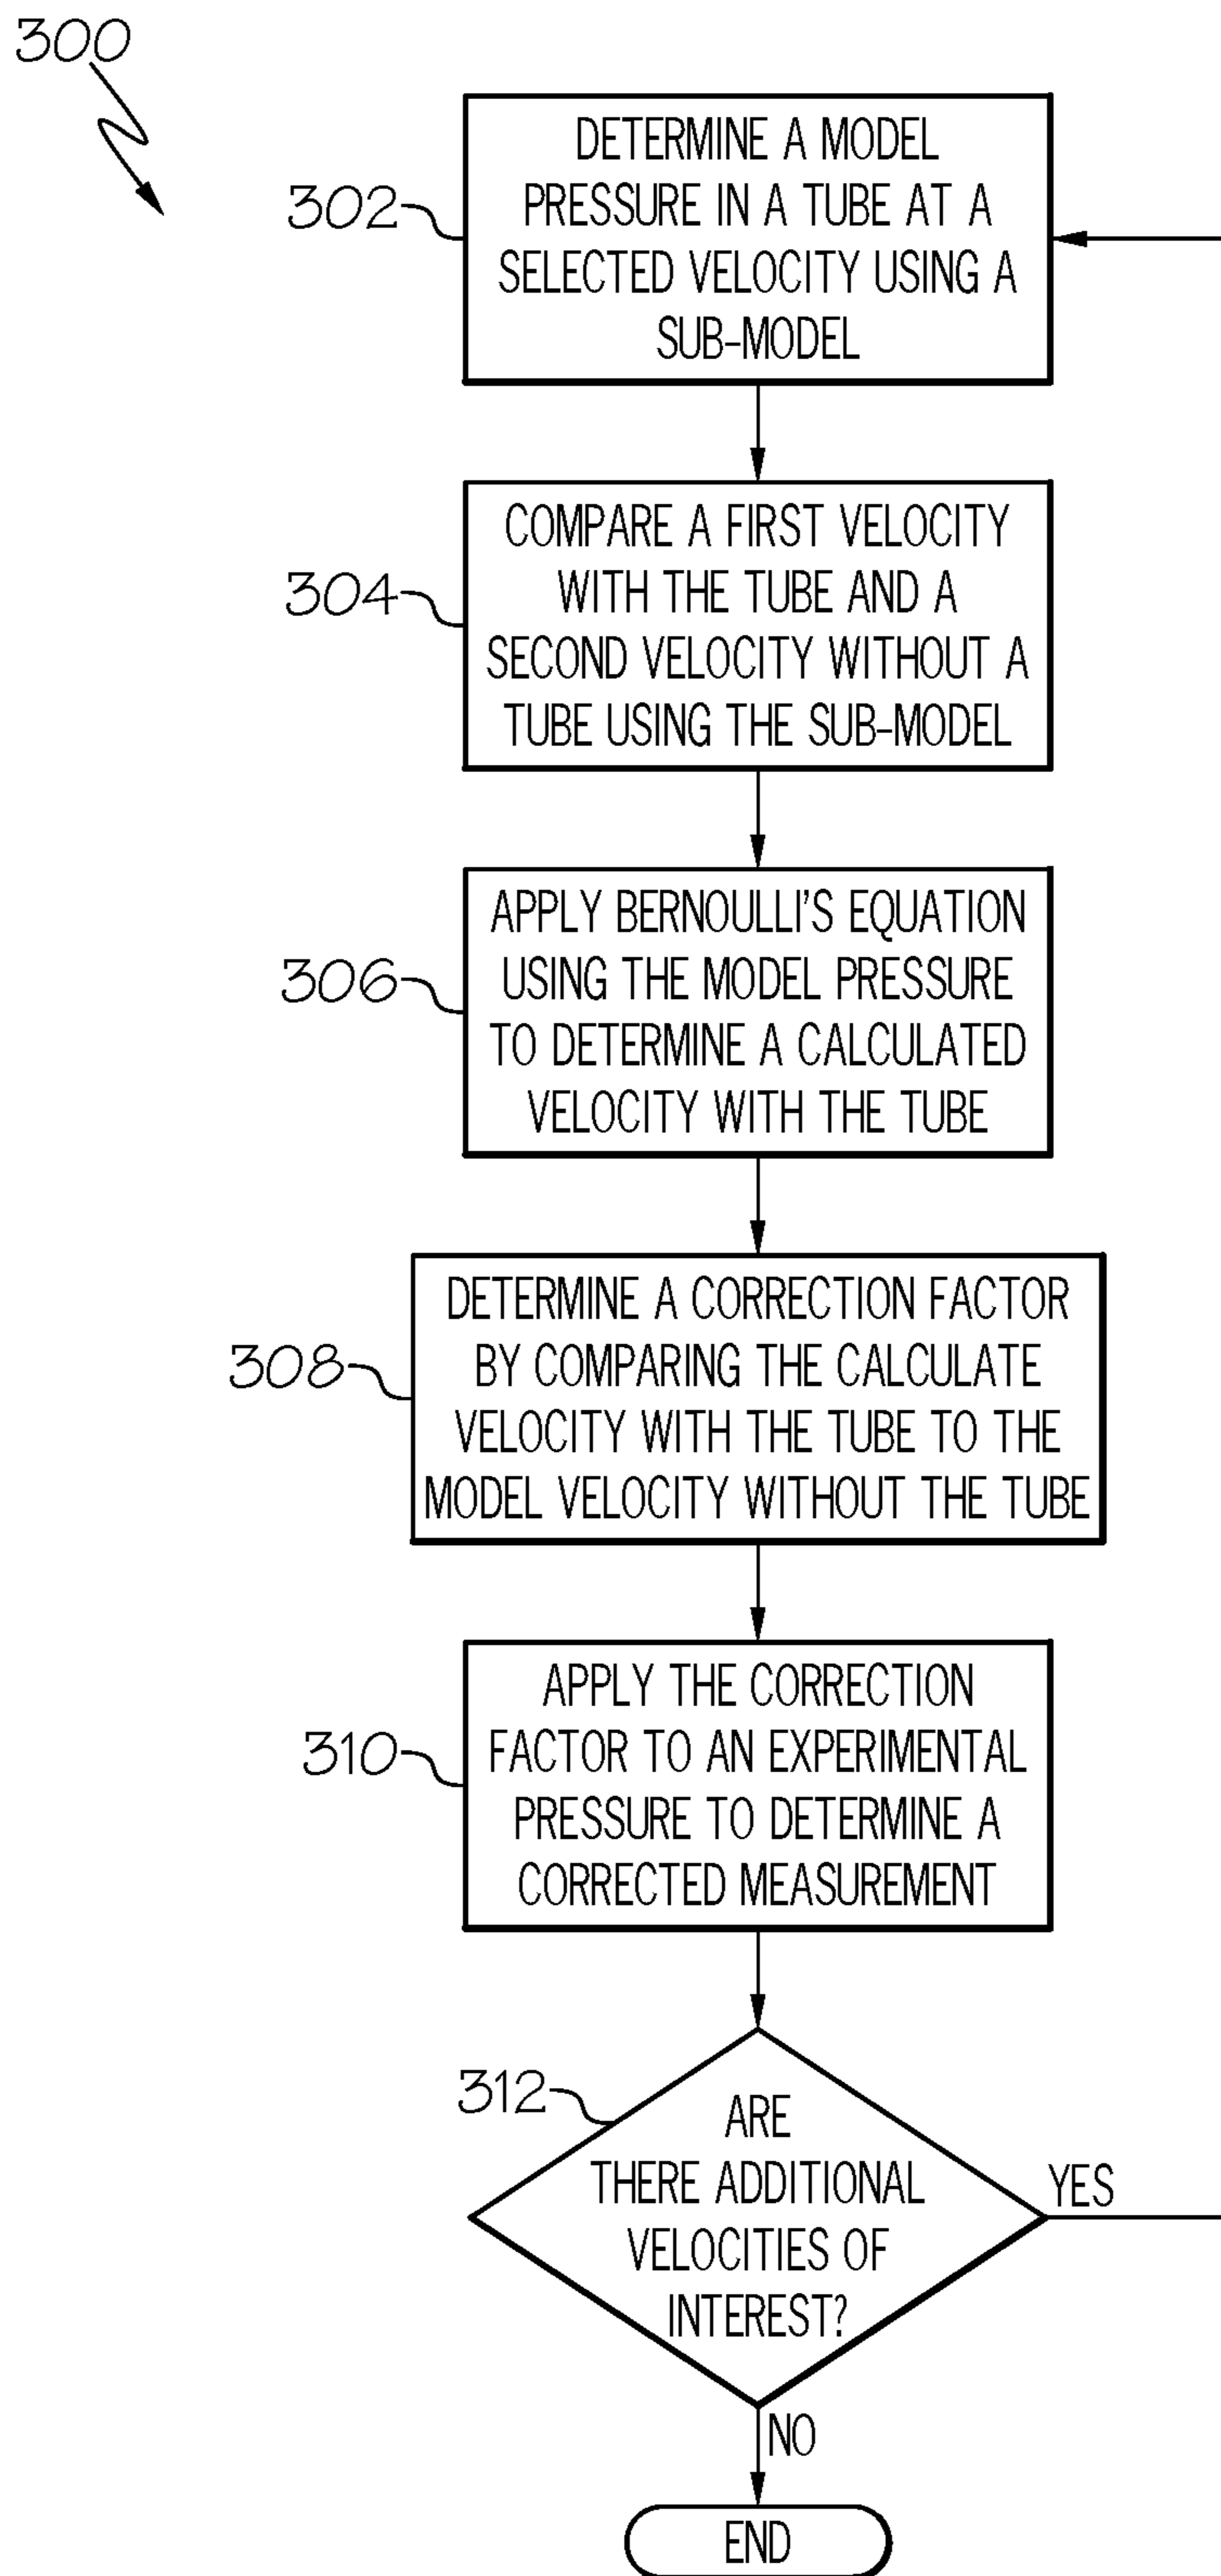 300
302
DETERMINE A MODEL
PRESSURE IN A TUBE AT A
SELECTED VELOCITY USING A
SUB-MODEL
304
COMPARE A FIRST VELOCITY
WITH THE TUBE AND A
SECOND VELOCITY WITHOUT A
TUBE USING THE SUB-MODEL
306
APPLY BERNOULLI'S EQUATION
USING THE MODEL PRESSURE
TO DETERMINE A CALCULATED
VELOCITY WITH THE TUBE
308
DETERMINE A CORRECTION FACTOR
BY COMPARING THE CALCULATE
VELOCITY WITH THE TUBE TO THE
MODEL VELOCITY WITHOUT THE TUBE
310
APPLY THE CORRECTION
FACTOR TO AN EXPERIMENTAL
PRESSURE TO DETERMINE A
CORRECTED MEASUREMENT
312
ARE
THERE ADDITIONAL
VELOCITIES OF
INTEREST?
YES
NO
END